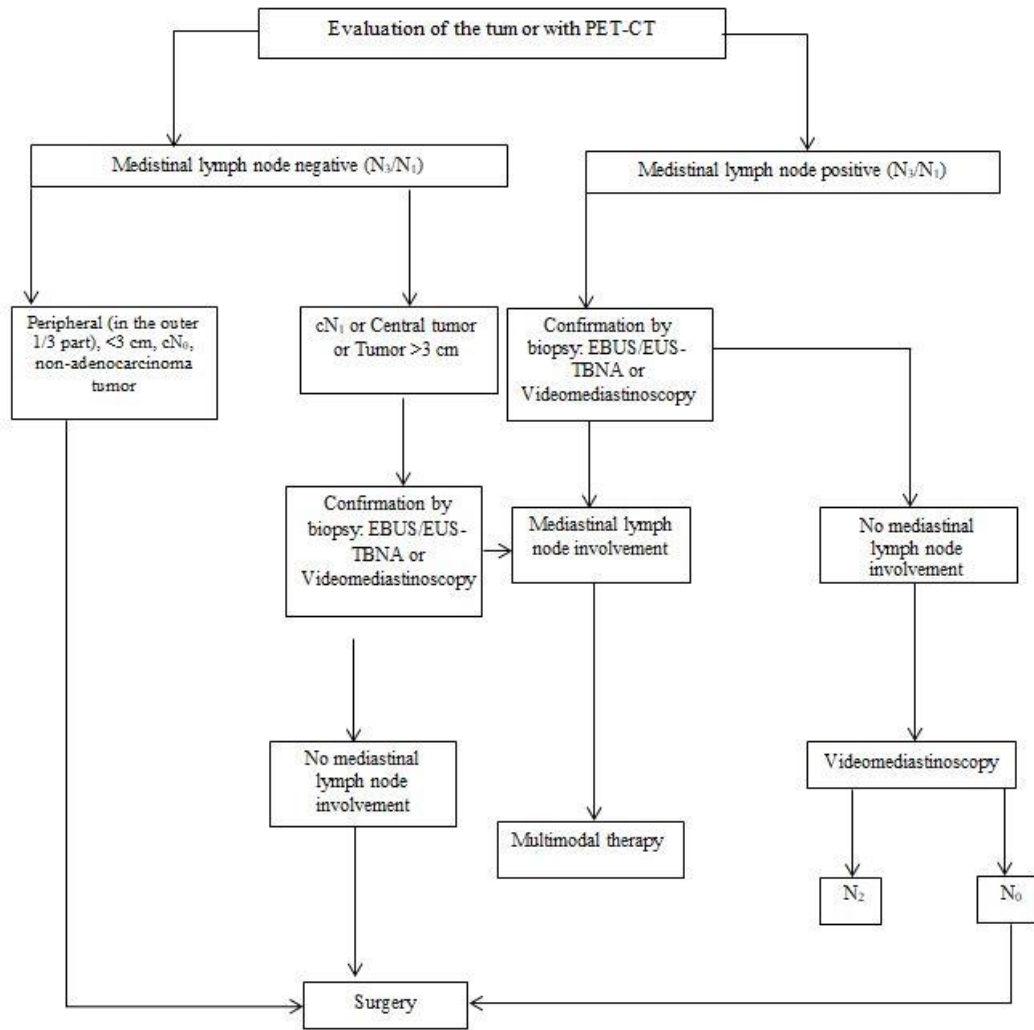 Evaluation of the tumor with PET-CT
Medistinal lymph node negative (N₃/N₁)
Medistinal lymph node positive (N₃/N₁)
Peripheral (in the outer
1/3 part), <3 cm, cN₀,
non-adenocarcinoma
tumor
cN₁ or Central tumor
or Tumor >3 cm
Confirmation by
biopsy: EBUS/EUS-
TBNA or
Videomediastinoscopy
Confirmation by
biopsy: EBUS/EUS-
TBNA or
Videomediastinoscopy
Mediastinal lymph
node involvement
No mediastinal
lymph node
involvement
No mediastinal
lymph node
involvement
Videomediastinoscopy
Multimodal therapy
N₂
N₀
Surgery